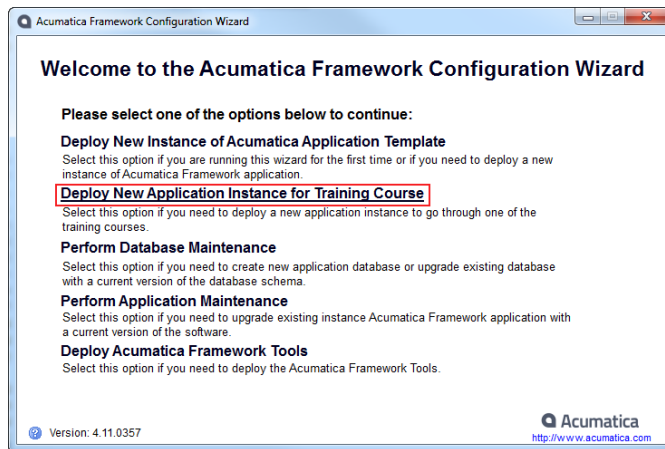 Acumatica Framework Configuration Wizard
Welcome to the Acumatica Framework Configuration Wizard
Please select one of the options below to continue:
Deploy New Instance of Acumatica Application Template
Select this option if you are running this wizard for the first time or if you need to deploy a new
instance of Acumatica Framework application.
Deploy New Application Instance for Training Course
Select this option if you need to deploy a new application instance to go through one of the
training courses.
Perform Database Maintenance
Select this option if you need to create new application database or upgrade existing database
with a current version of the database schema.
Perform Application Maintenance
Select this option if you need to upgrade existing instance Acumatica Framework application with
a current version of the software.
Deploy Acumatica Framework Tools
Select this option if you need to deploy the Acumatica Framework Tools.
Version: 4.11.0357
Acumatica
http://www.acumatica.com